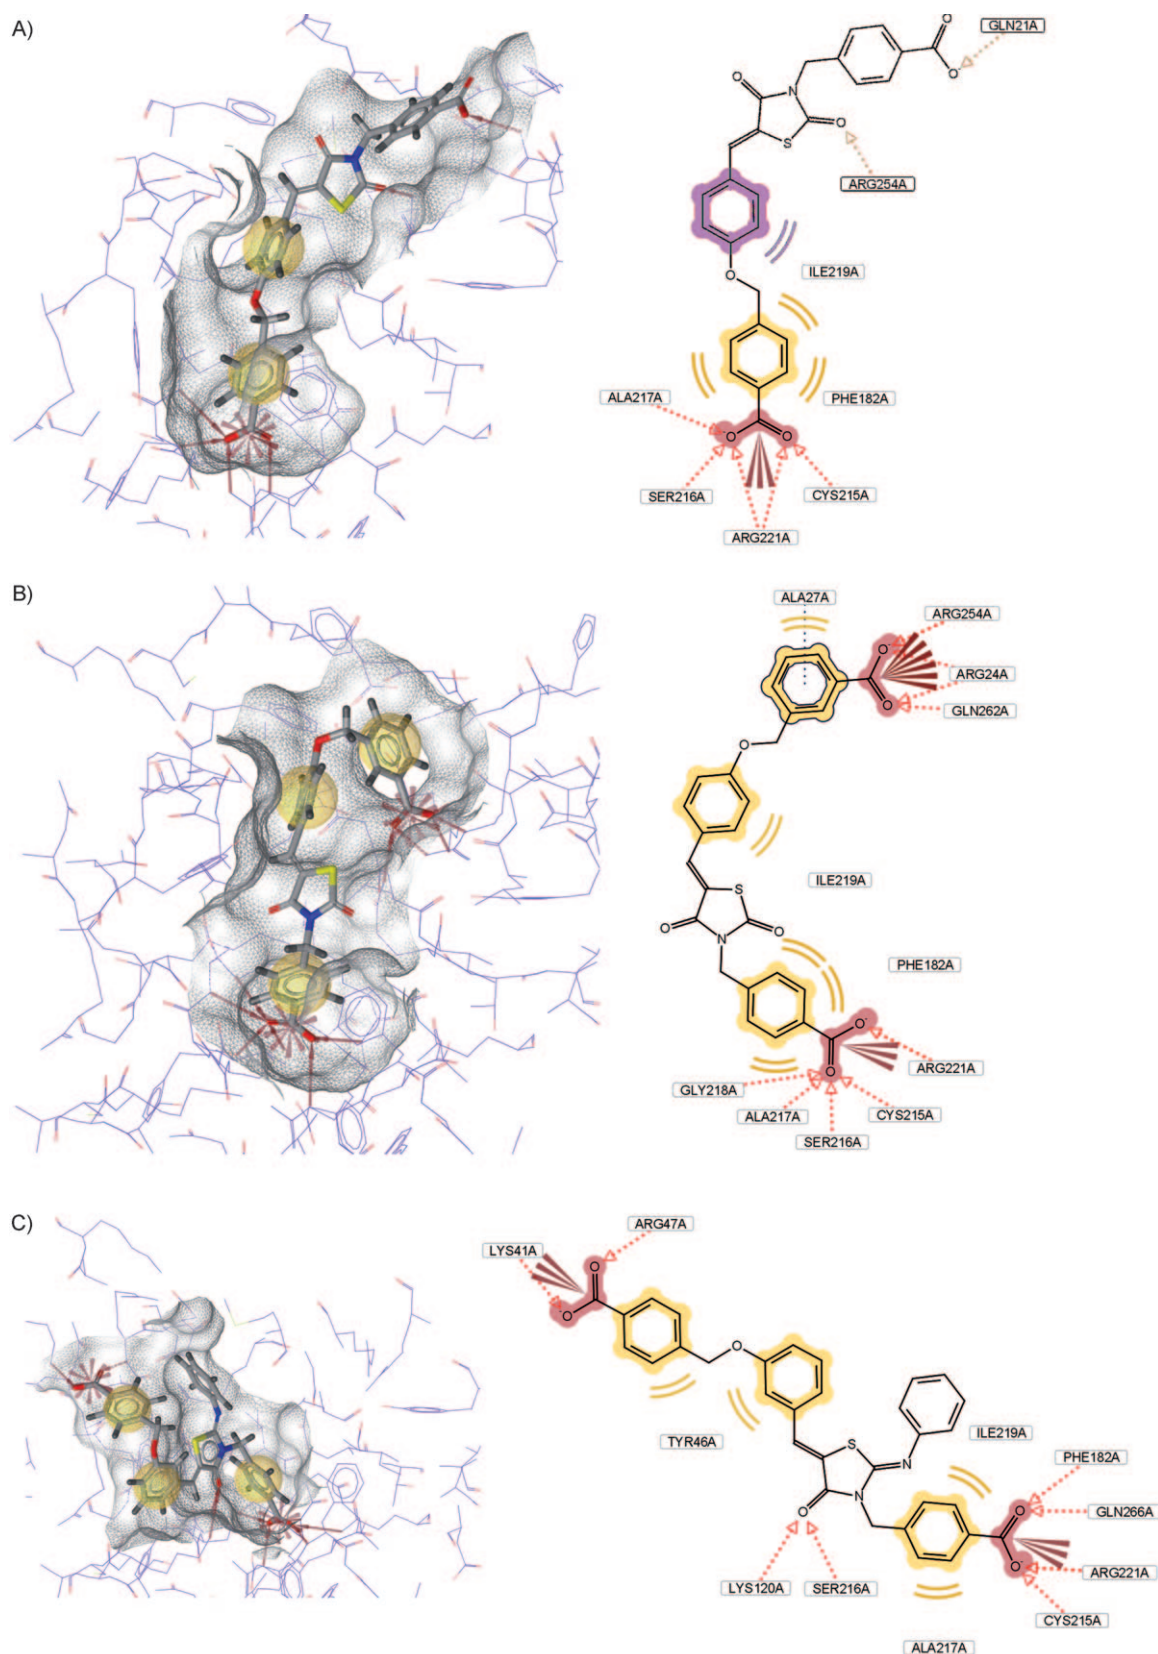 A)
GLN21A
O
O
O
N
S
O
ARG254A
ILE219A
O
ALA217A
PHE182A
O
O
SER216A
CYS215A
ARG221A
B)
ALA27A
ARG254A
O
ARG24A
O
GLN262A
O
ILE219A
S
O
N
O
PHE182A
O
O
ARG221A
GLY218A
ALA217A
CYS215A
SER216A
C)
ARG47A
LYS41A
O
O
O
TYR46A
ILE219A
S
N
PHE182A
N
O
O
GLN266A
O
ARG221A
LYS120A
SER216A
CYS215A
ALA217A